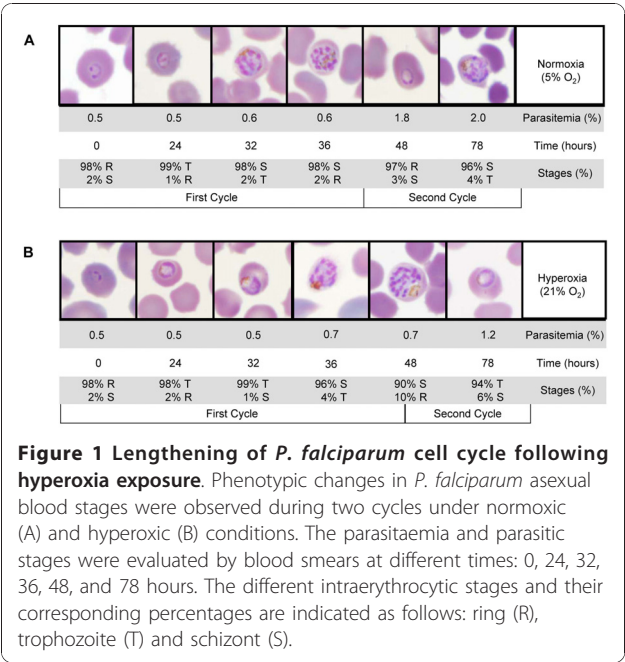 A
Normoxia
(5% O₂)
0.5 0.5 0.6 0.6 1.8 2.0 Parasitemia (%)
0 24 32 36 48 78 Time (hours)
98% R 99% T 98% S 98% S 97% R 96% S Stages (%)
2% S 1% R 2% T 2% R 3% S 4% T
First Cycle Second Cycle
B
Hyperoxia
(21% O₂)
0.5 0.5 0.5 0.7 0.7 1.2 Parasitemia (%)
0 24 32 36 48 78 Time (hours)
98% R 98% T 99% T 96% S 90% S 94% T Stages (%)
2% S 2% R 1% S 4% T 10% R 6% S
First Cycle Second Cycle
Figure 1 Lengthening of P. falciparum cell cycle following
hyperoxia exposure. Phenotypic changes in P. falciparum asexual
blood stages were observed during two cycles under normoxic
(A) and hyperoxic (B) conditions. The parasitaemia and parasitic
stages were evaluated by blood smears at different times: 0, 24, 32,
36, 48, and 78 hours. The different intraerythrocytic stages and their
corresponding percentages are indicated as follows: ring (R),
trophozoite (T) and schizont (S).